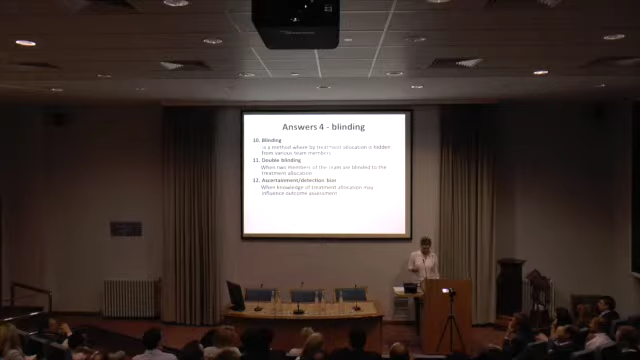 Answers 4 - blinding
10. Blinding
is a method where by treatment allocation is hidden
from various team members.
11. Double blinding
When two members of the team are blinded to the
treatment allocation
12. Ascertainment/detection bias
When knowledge of treatment allocation may
influence outcome assessment